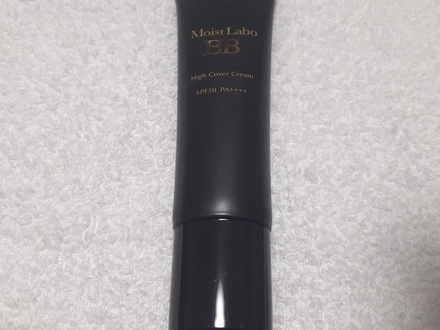 Moist Labo
BB
High Cover Cream
SPF50 PA++++